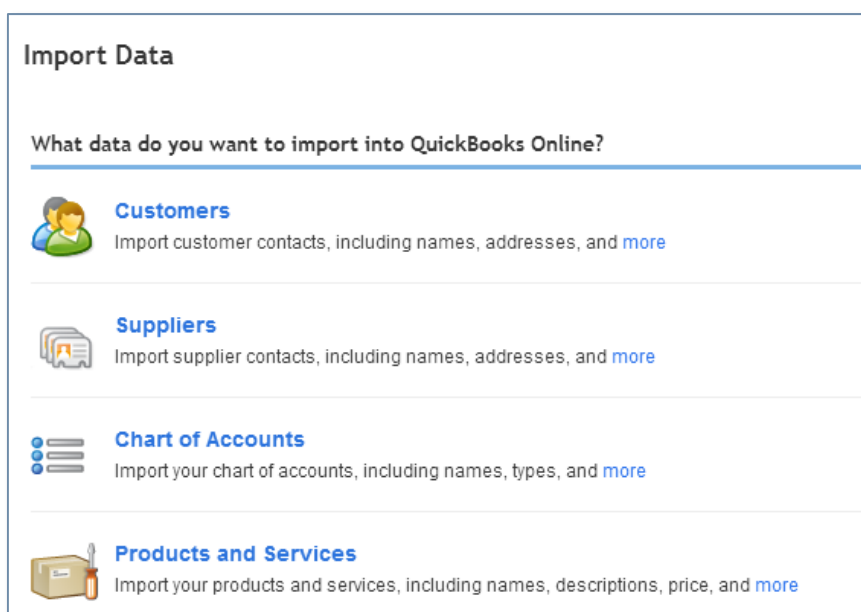 Import Data
What data do you want to import into QuickBooks Online?
Customers
Import customer contacts, including names, addresses, and more
Suppliers
Import supplier contacts, including names, addresses, and more
Chart of Accounts
Import your chart of accounts, including names, types, and more
Products and Services
Import your products and services, including names, descriptions, price, and more